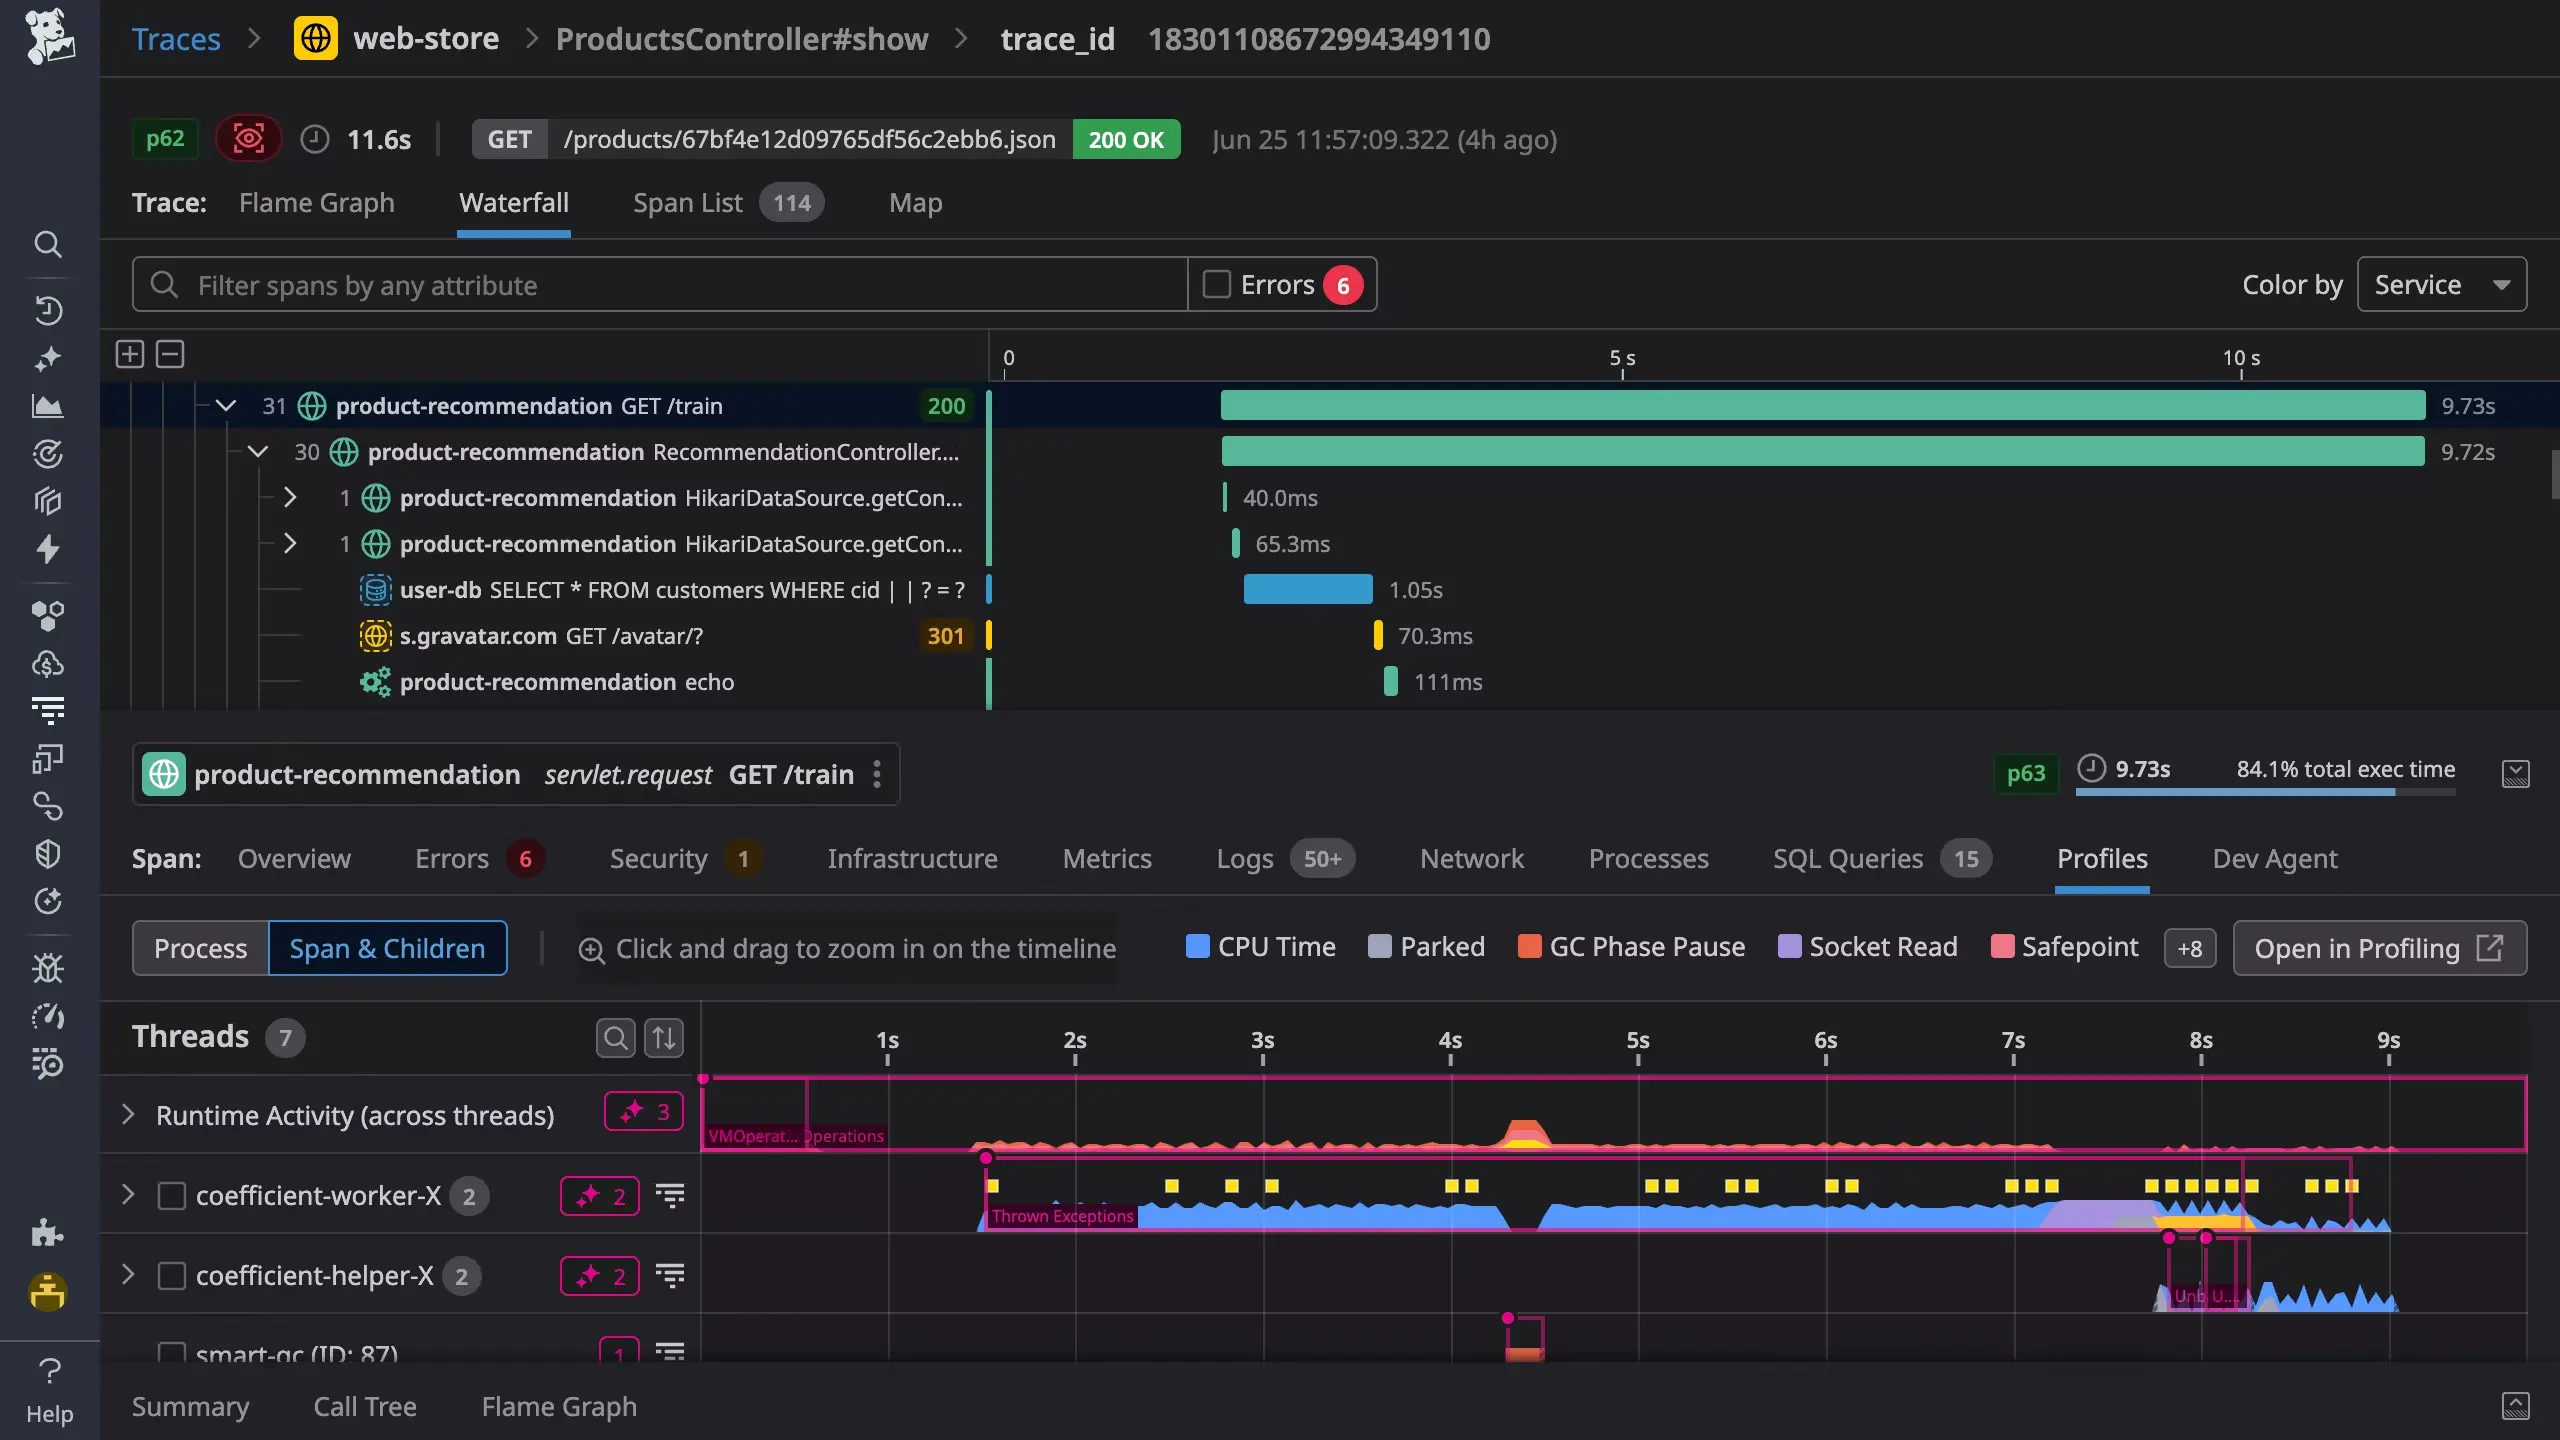 Traces > web-store > ProductsController#show > trace_id 18301108672994349110
p62 11.6s GET /products/67bf4e12d09765df56c2ebb6.json 200 OK Jun 25 11:57:09.322 (4h ago)
Trace: Flame Graph Waterfall Span List 114 Map
Filter spans by any attribute Errors 6 Color by Service
0 5 s 10 s
31 product-recommendation GET /train 200 9.73s
30 product-recommendation RecommendationController.... 9.72s
1 product-recommendation HikariDataSource.getCon... 40.0ms
1 product-recommendation HikariDataSource.getCon... 65.3ms
user-db SELECT * FROM customers WHERE cid | | ? = ? 1.05s
s.gravatar.com GET /avatar/? 301 70.3ms
product-recommendation echo 111ms
product-recommendation servlet.request GET /train p63 9.73s 84.1% total exec time
Span: Overview Errors 6 Security 1 Infrastructure Metrics Logs 50+ Network Processes SQL Queries 15 Profiles Dev Agent
Process Span & Children Click and drag to zoom in on the timeline CPU Time Parked GC Phase Pause Socket Read Safepoint +8 Open in Profiling
Threads 7 1s 2s 3s 4s 5s 6s 7s 8s 9s
Runtime Activity (across threads) 3
VMOperat... Operations
coefficient-worker-X 2 2
Thrown Exceptions
coefficient-helper-X 2 2
Unb U...
smart-gc (ID: 87) 1
Summary Call Tree Flame Graph
Help